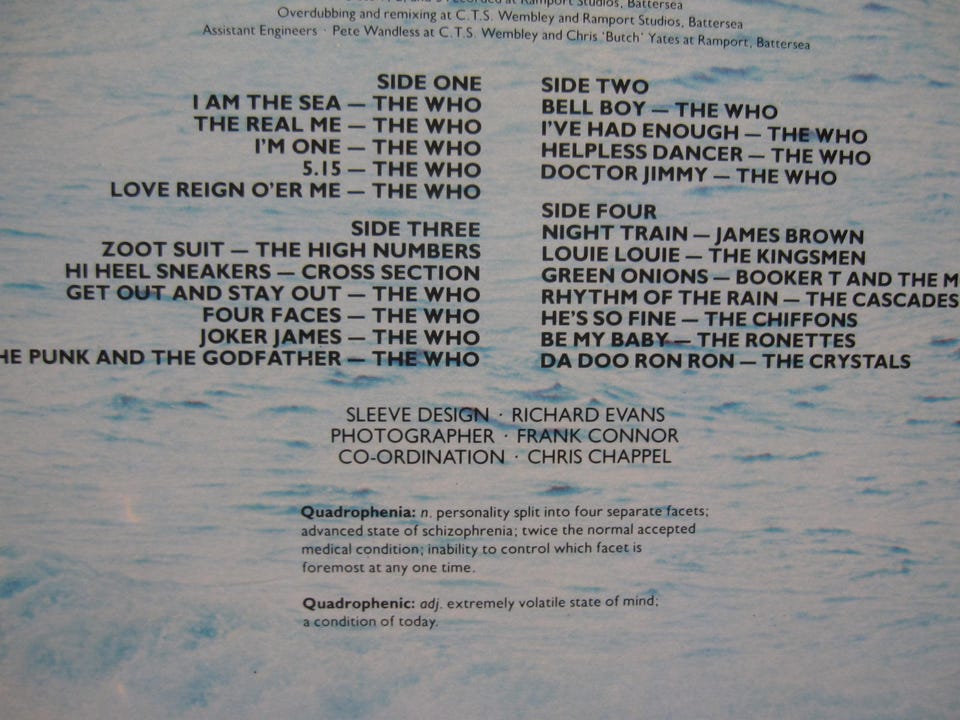 recorded at Ramport Studios, Battersea
Overdubbing and remixing at C.T.S. Wembley and Ramport Studios, Battersea
Assistant Engineers · Pete Wandless at C.T.S. Wembley and Chris 'Butch' Yates at Ramport, Battersea
SIDE ONE
I AM THE SEA — THE WHO
THE REAL ME — THE WHO
I'M ONE — THE WHO
5.15 — THE WHO
LOVE REIGN O'ER ME — THE WHO
SIDE TWO
BELL BOY — THE WHO
I'VE HAD ENOUGH — THE WHO
HELPLESS DANCER — THE WHO
DOCTOR JIMMY — THE WHO
SIDE THREE
ZOOT SUIT — THE HIGH NUMBERS
HI HEEL SNEAKERS — CROSS SECTION
GET OUT AND STAY OUT — THE WHO
FOUR FACES — THE WHO
JOKER JAMES — THE WHO
HE PUNK AND THE GODFATHER — THE WHO
SIDE FOUR
NIGHT TRAIN — JAMES BROWN
LOUIE LOUIE — THE KINGSMEN
GREEN ONIONS — BOOKER T AND THE M
RHYTHM OF THE RAIN — THE CASCADES
HE'S SO FINE — THE CHIFFONS
BE MY BABY — THE RONETTES
DA DOO RON RON — THE CRYSTALS
SLEEVE DESIGN · RICHARD EVANS
PHOTOGRAPHER · FRANK CONNOR
CO-ORDINATION · CHRIS CHAPPEL
Quadrophenia: n. personality split into four separate facets;
advanced state of schizophrenia; twice the normal accepted
medical condition; inability to control which facet is
foremost at any one time.
Quadrophenic: adj. extremely volatile state of mind;
a condition of today.